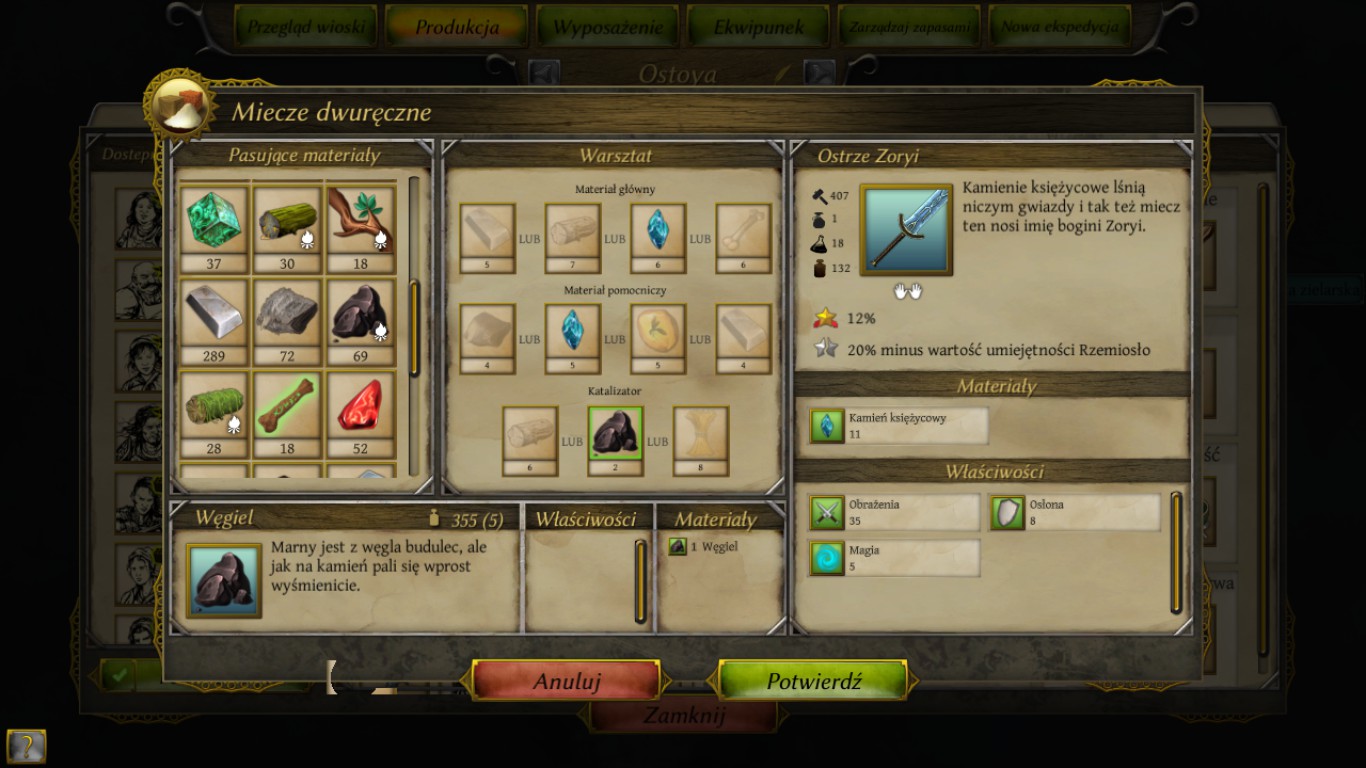 Przegląd wioski
Produkcja
Wyposażenie
Ekwipunek
Zarządzaj zapasami
Nowa ekspedycja
Ostoya
Miecze dwuręczne
Pasujące materiały
37
30
18
289
72
69
28
18
52
Warsztat
Materiał główny
5 LUB 7 LUB 6 LUB 6
Materiał pomocniczy
4 LUB 5 LUB 5 LUB 4
Katalizator
6 LUB 2 LUB 8
Ostrze Zoryi
407
1
18
132
Kamienie księżycowe lśnią
niczym gwiazdy i tak też miecz
ten nosi imię bogini Zoryi.
12%
20% minus wartość umiejętności Rzemiosło
Materiały
Kamień księżycowy
11
Właściwości
Obrażenia
35
Osłona
8
Magia
5
Węgiel
355 (5)
Marny jest z węgla budulec, ale
jak na kamień pali się wprost
wyśmienicie.
Właściwości
Materiały
1 Węgiel
Anuluj
Potwierdź
Zamknij
?